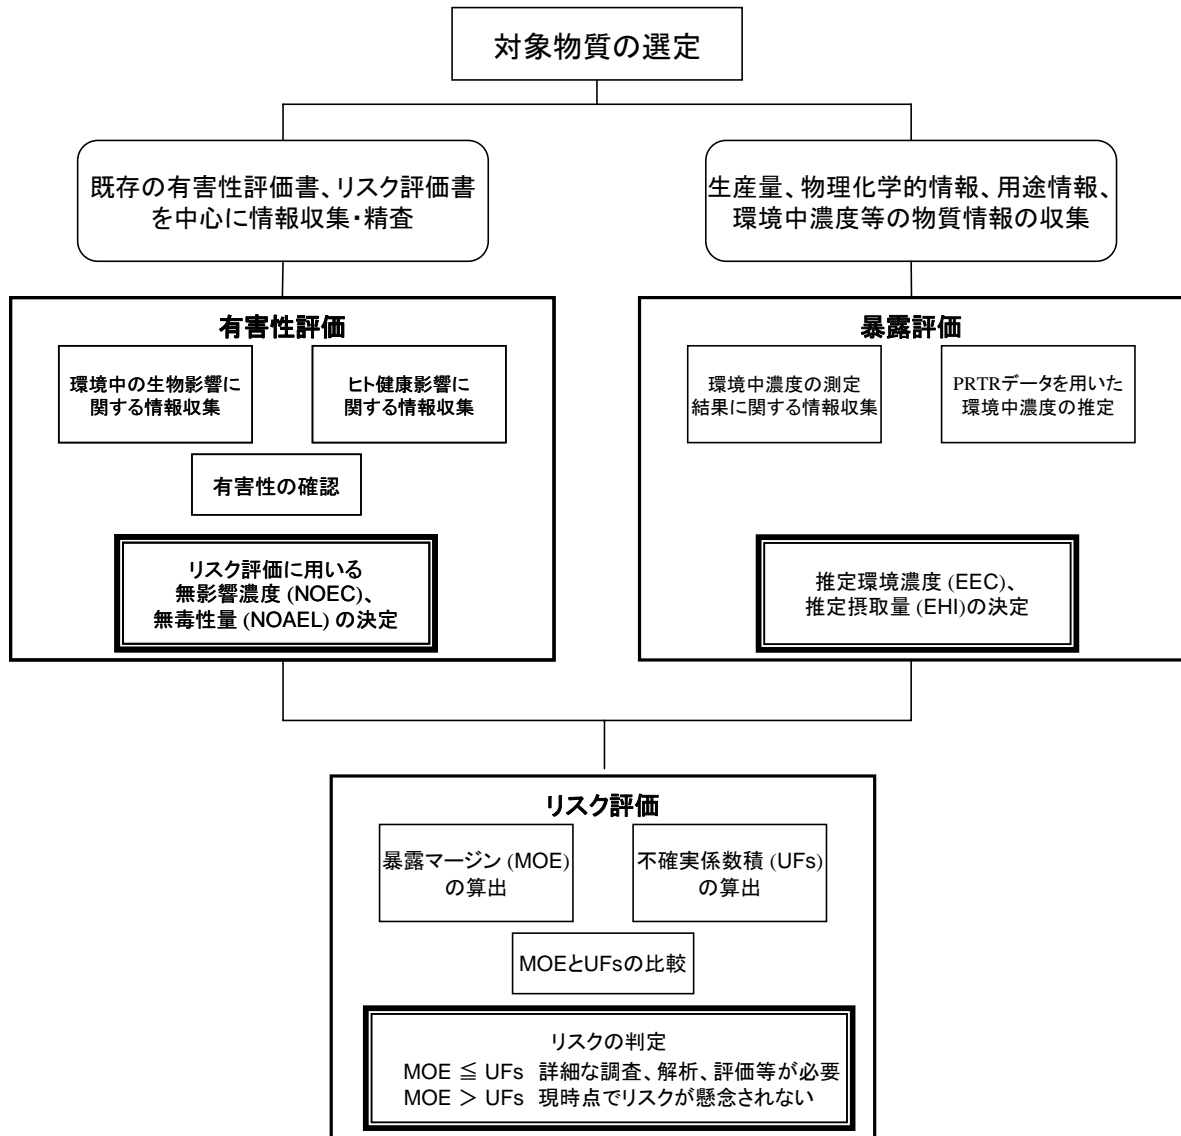 対象物質の選定
既存の有害性評価書、リスク評価書
を中心に情報収集・精査
生産量、物理化学的情報、用途情報、
環境中濃度等の物質情報の収集
有害性評価
環境中の生物影響に
関する情報収集
ヒト健康影響に
関する情報収集
有害性の確認
リスク評価に用いる
無影響濃度 (NOEC)、
無毒性量 (NOAEL) の決定
暴露評価
環境中濃度の測定
結果に関する情報収集
PRTRデータを用いた
環境中濃度の推定
推定環境濃度 (EEC)、
推定摂取量 (EHI)の決定
リスク評価
暴露マージン (MOE)
の算出
不確実係数積 (UFs)
の算出
MOEとUFsの比較
リスクの判定
MOE ≦ UFs 詳細な調査、解析、評価等が必要
MOE > UFs 現時点でリスクが懸念されない